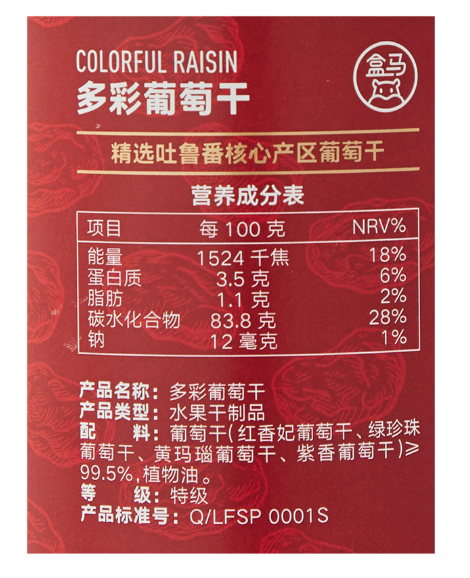 COLORFUL RAISIN
多彩葡萄干
盒马
精选吐鲁番核心产区葡萄干
营养成分表
项目 每 100 克 NRV%
能量 1524 千焦 18%
蛋白质 3.5 克 6%
脂肪 1.1 克 2%
碳水化合物 83.8 克 28%
钠 12 毫克 1%
产品名称：多彩葡萄干
产品类型：水果干制品
配 料：葡萄干(红香妃葡萄干、绿珍珠
葡萄干、黄玛瑙葡萄干、紫香葡萄干)≥
99.5%,植物油。
等 级：特级
产品标准号：Q/LFSP 0001S